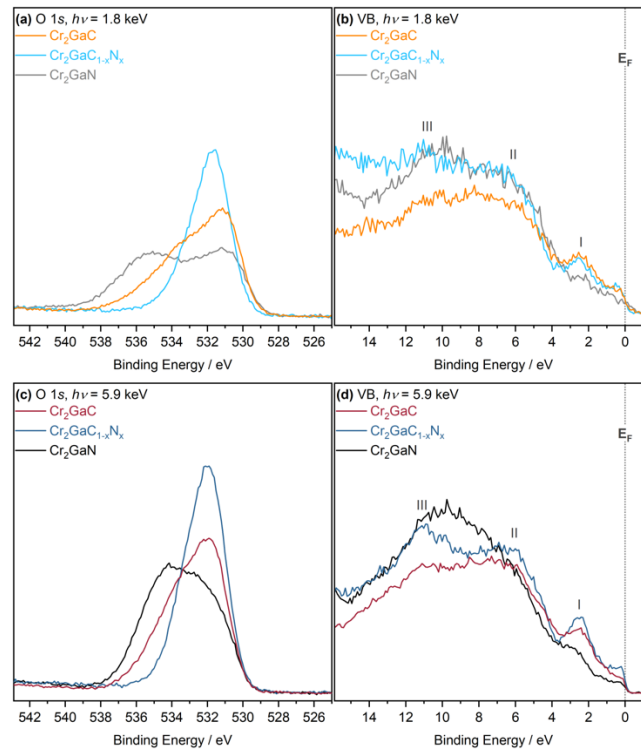 (a) O 1s, hν = 1.8 keV
Cr₂GaC
Cr₂GaC₁₋ₓNₓ
Cr₂GaN
542 540 538 536 534 532 530 528 526
Binding Energy / eV
(b) VB, hν = 1.8 keV
Cr₂GaC
Cr₂GaC₁₋ₓNₓ
Cr₂GaN
E_F
III
II
I
14 12 10 8 6 4 2 0
Binding Energy / eV
(c) O 1s, hν = 5.9 keV
Cr₂GaC
Cr₂GaC₁₋ₓNₓ
Cr₂GaN
542 540 538 536 534 532 530 528 526
Binding Energy / eV
(d) VB, hν = 5.9 keV
Cr₂GaC
Cr₂GaC₁₋ₓNₓ
Cr₂GaN
E_F
III
II
I
14 12 10 8 6 4 2 0
Binding Energy / eV